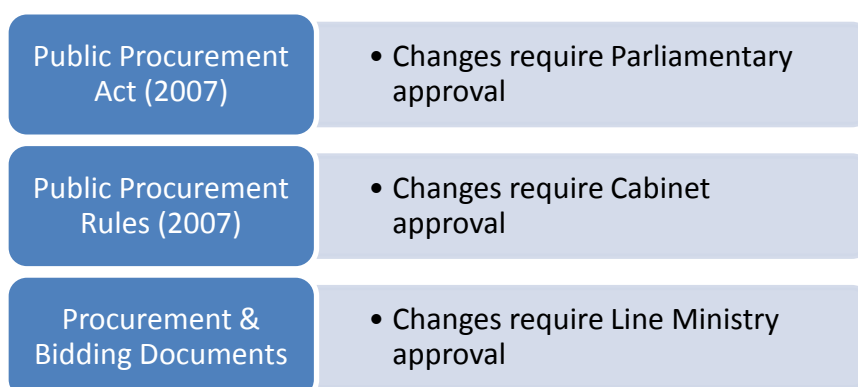 Public Procurement
Act (2007)
• Changes require Parliamentary
approval
Public Procurement
Rules (2007)
• Changes require Cabinet
approval
Procurement &
Bidding Documents
• Changes require Line Ministry
approval